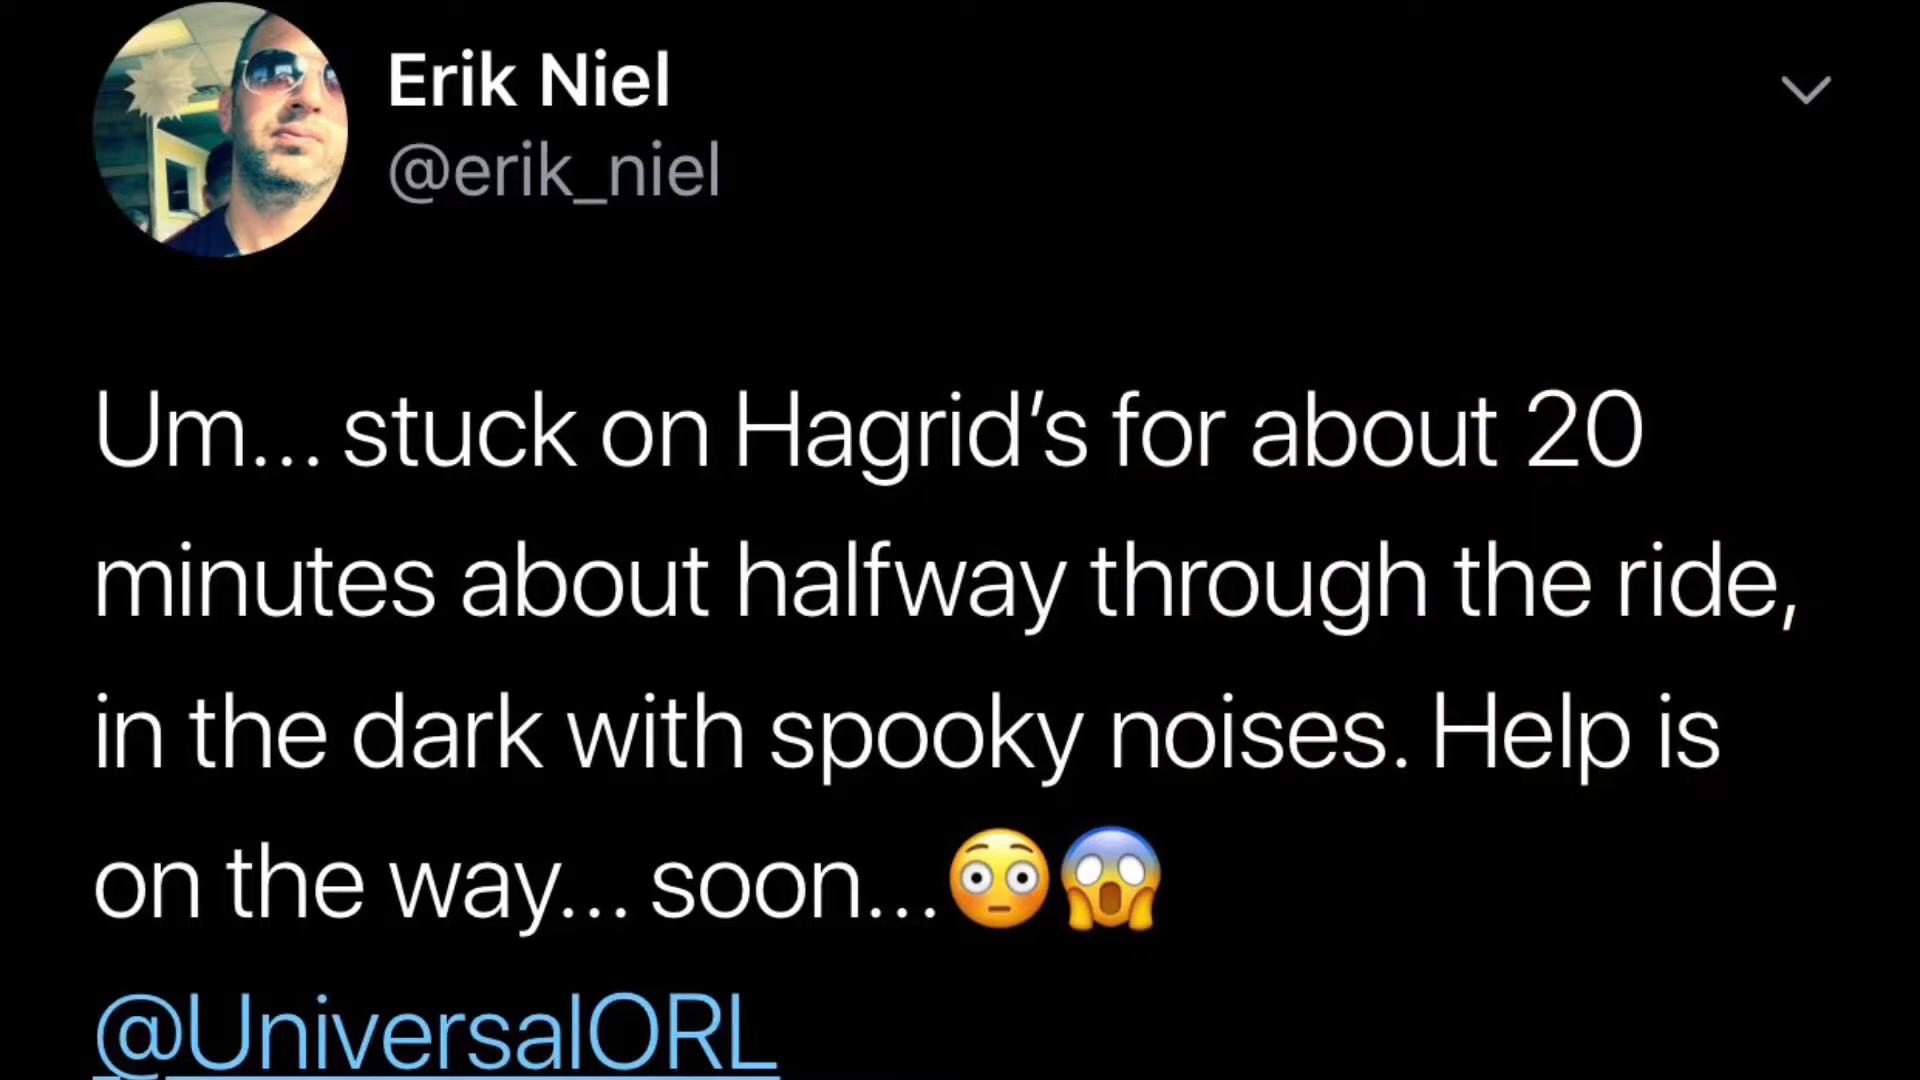 Erik Niel
@erik_niel
Um... stuck on Hagrid’s for about 20
minutes about halfway through the ride,
in the dark with spooky noises. Help is
on the way... soon...😳😱
@UniversalORL